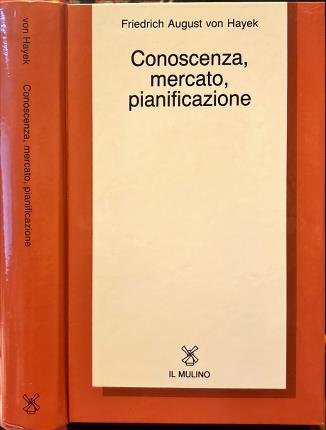 von Hayek
Conoscenza, mercato, pianificazione
Friedrich August von Hayek
Conoscenza,
mercato,
pianificazione
IL MULINO